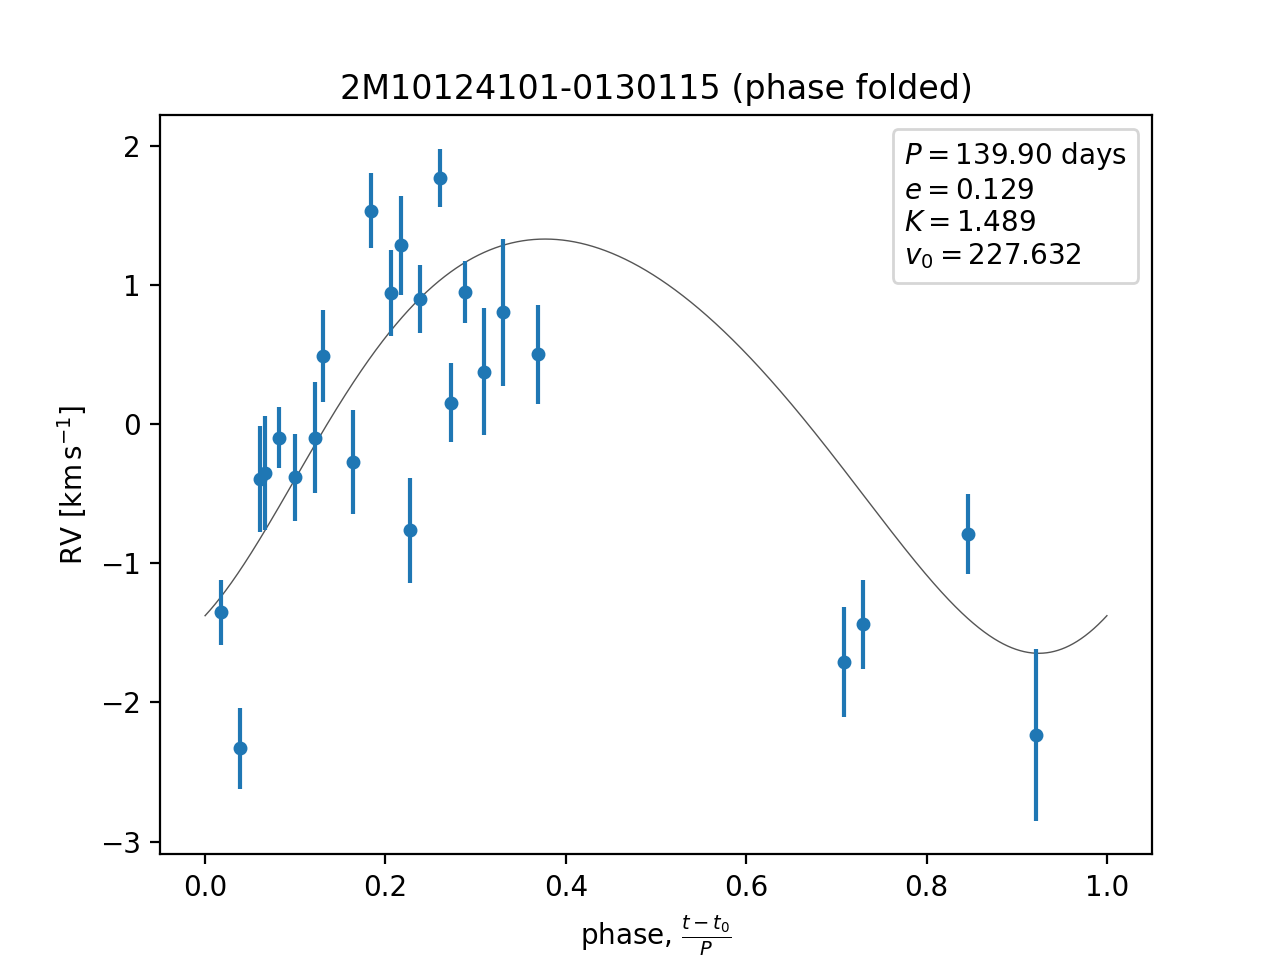 2M10124101-0130115 (phase folded)
P = 139.90 days
e = 0.129
K = 1.489
v₀ = 227.632
2
1
0
−1
−2
−3
RV [km s⁻¹]
0.0 0.2 0.4 0.6 0.8 1.0
phase, (t − t₀)/P